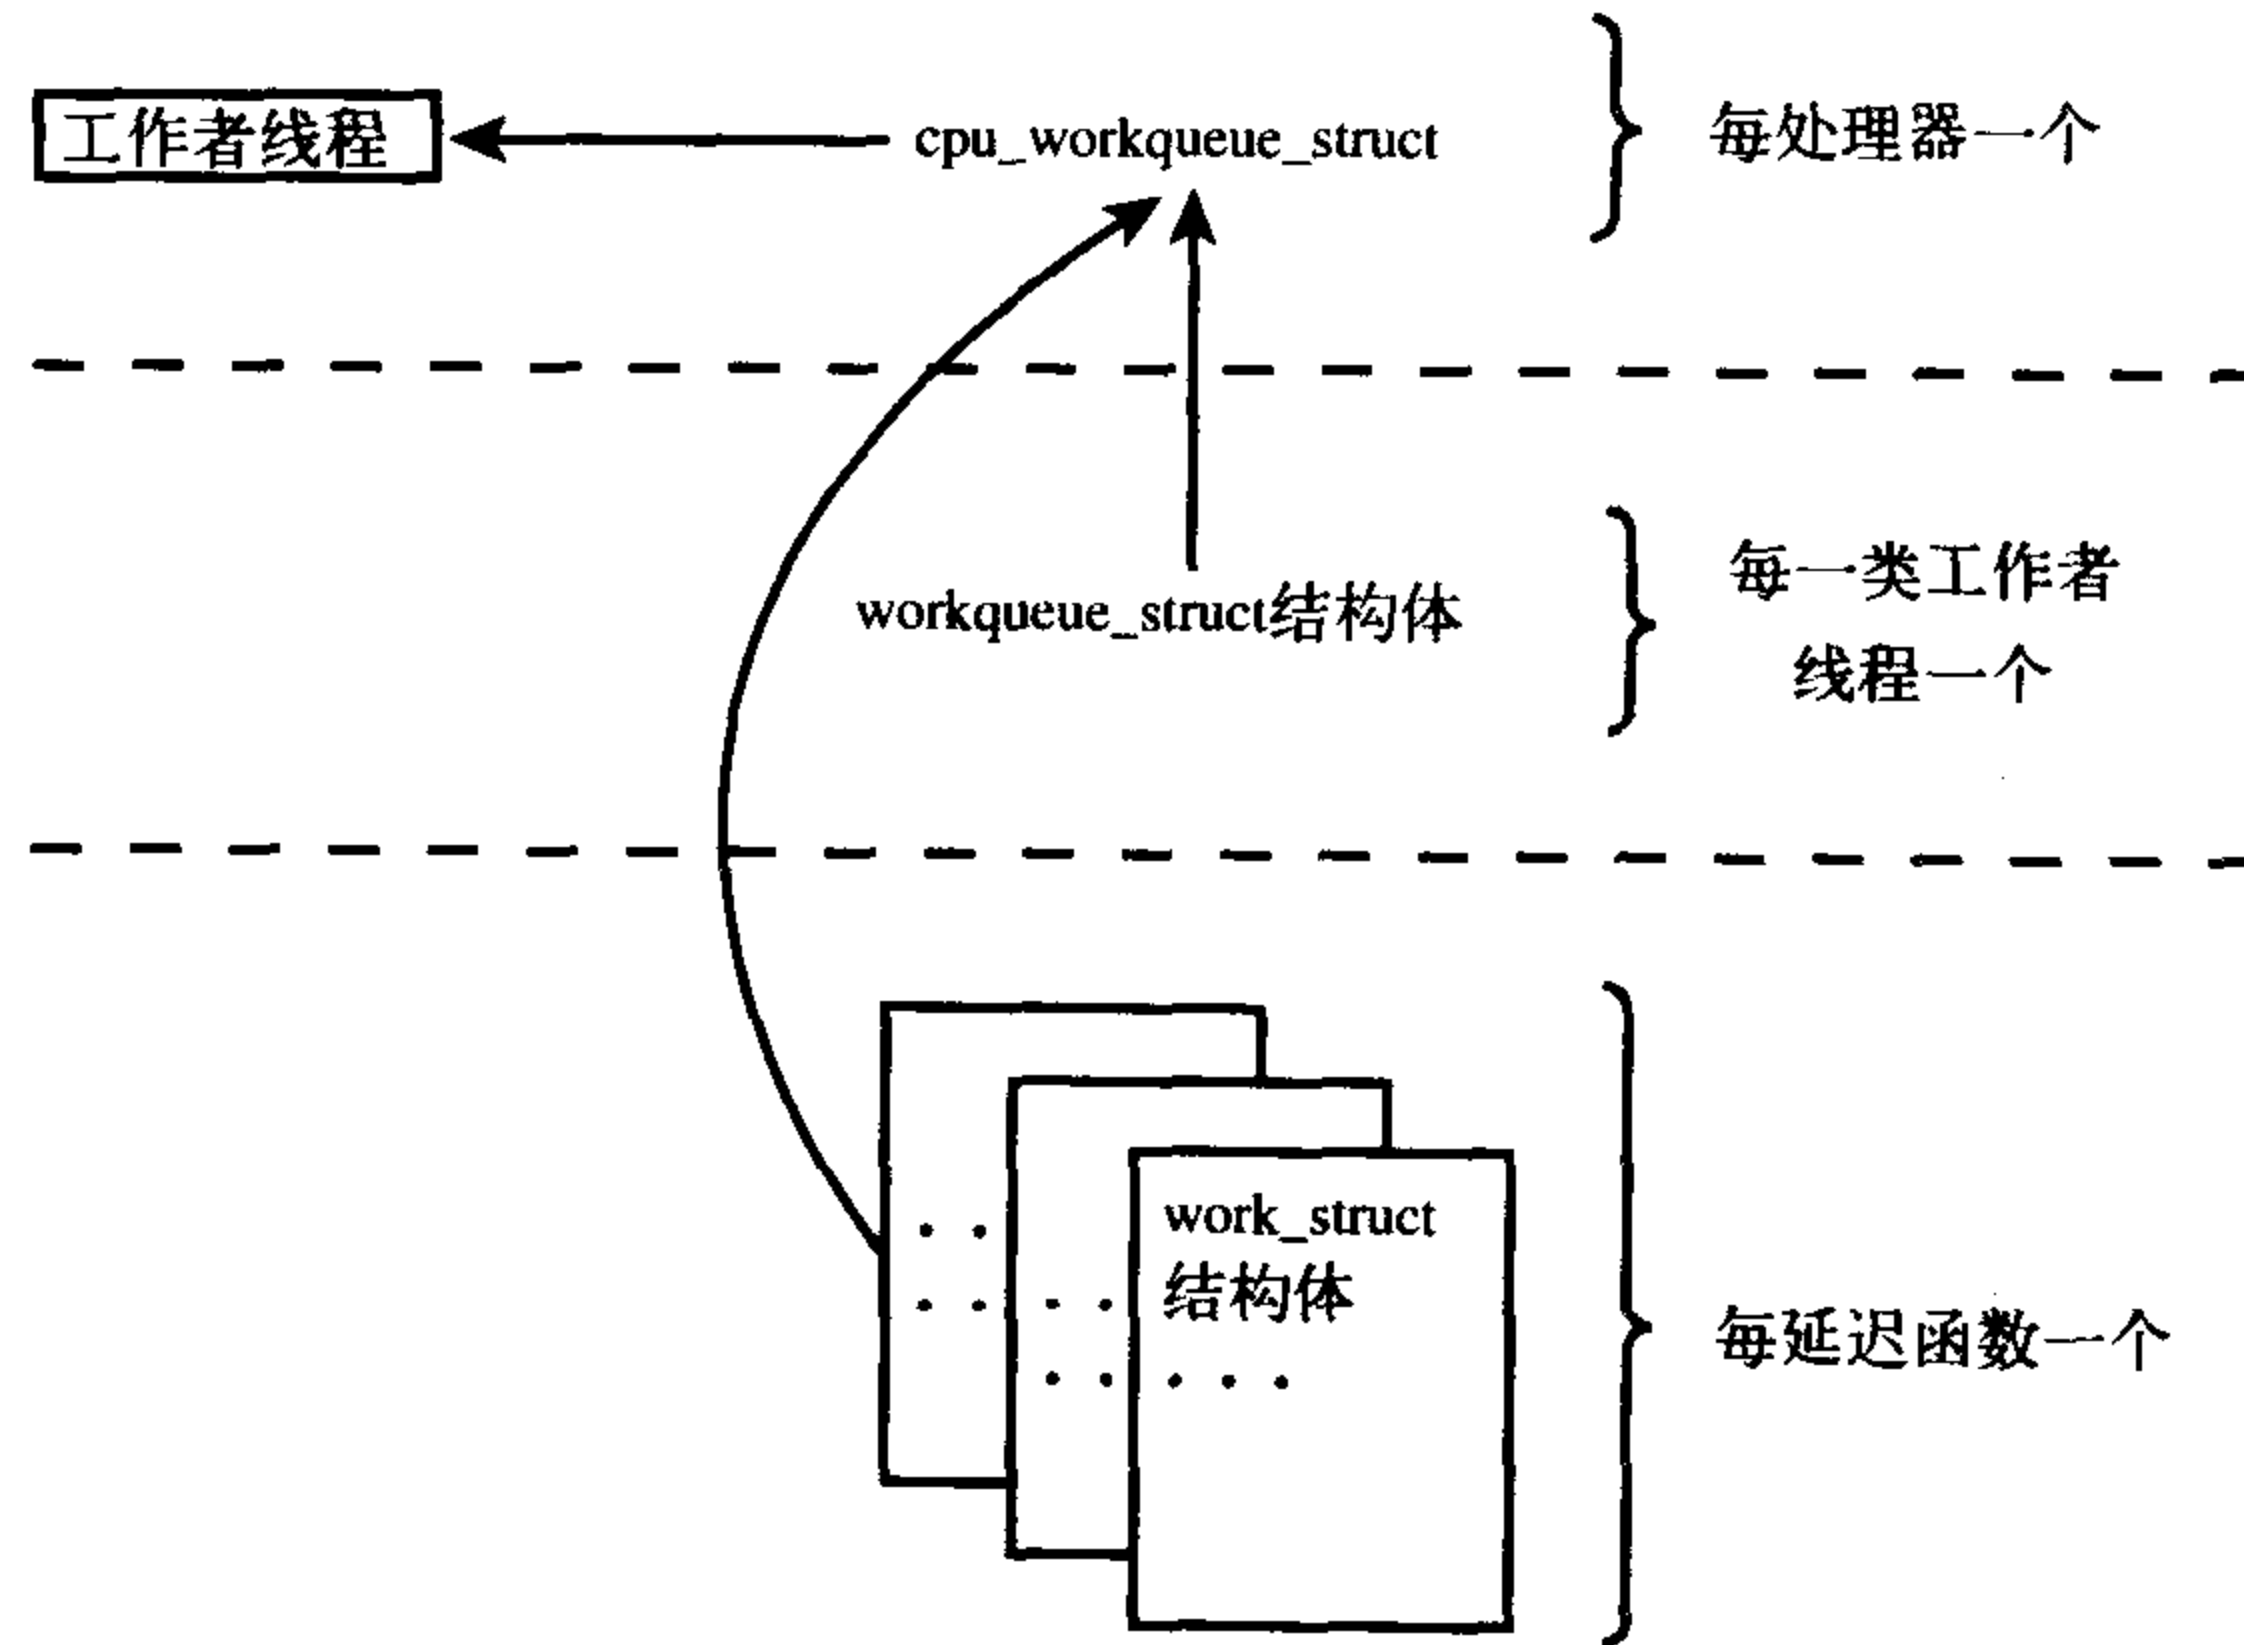 工作者线程
cpu_workqueue_struct
每处理器一个
workqueue_struct结构体
每一类工作者
线程一个
work_struct
结构体
每延迟函数一个